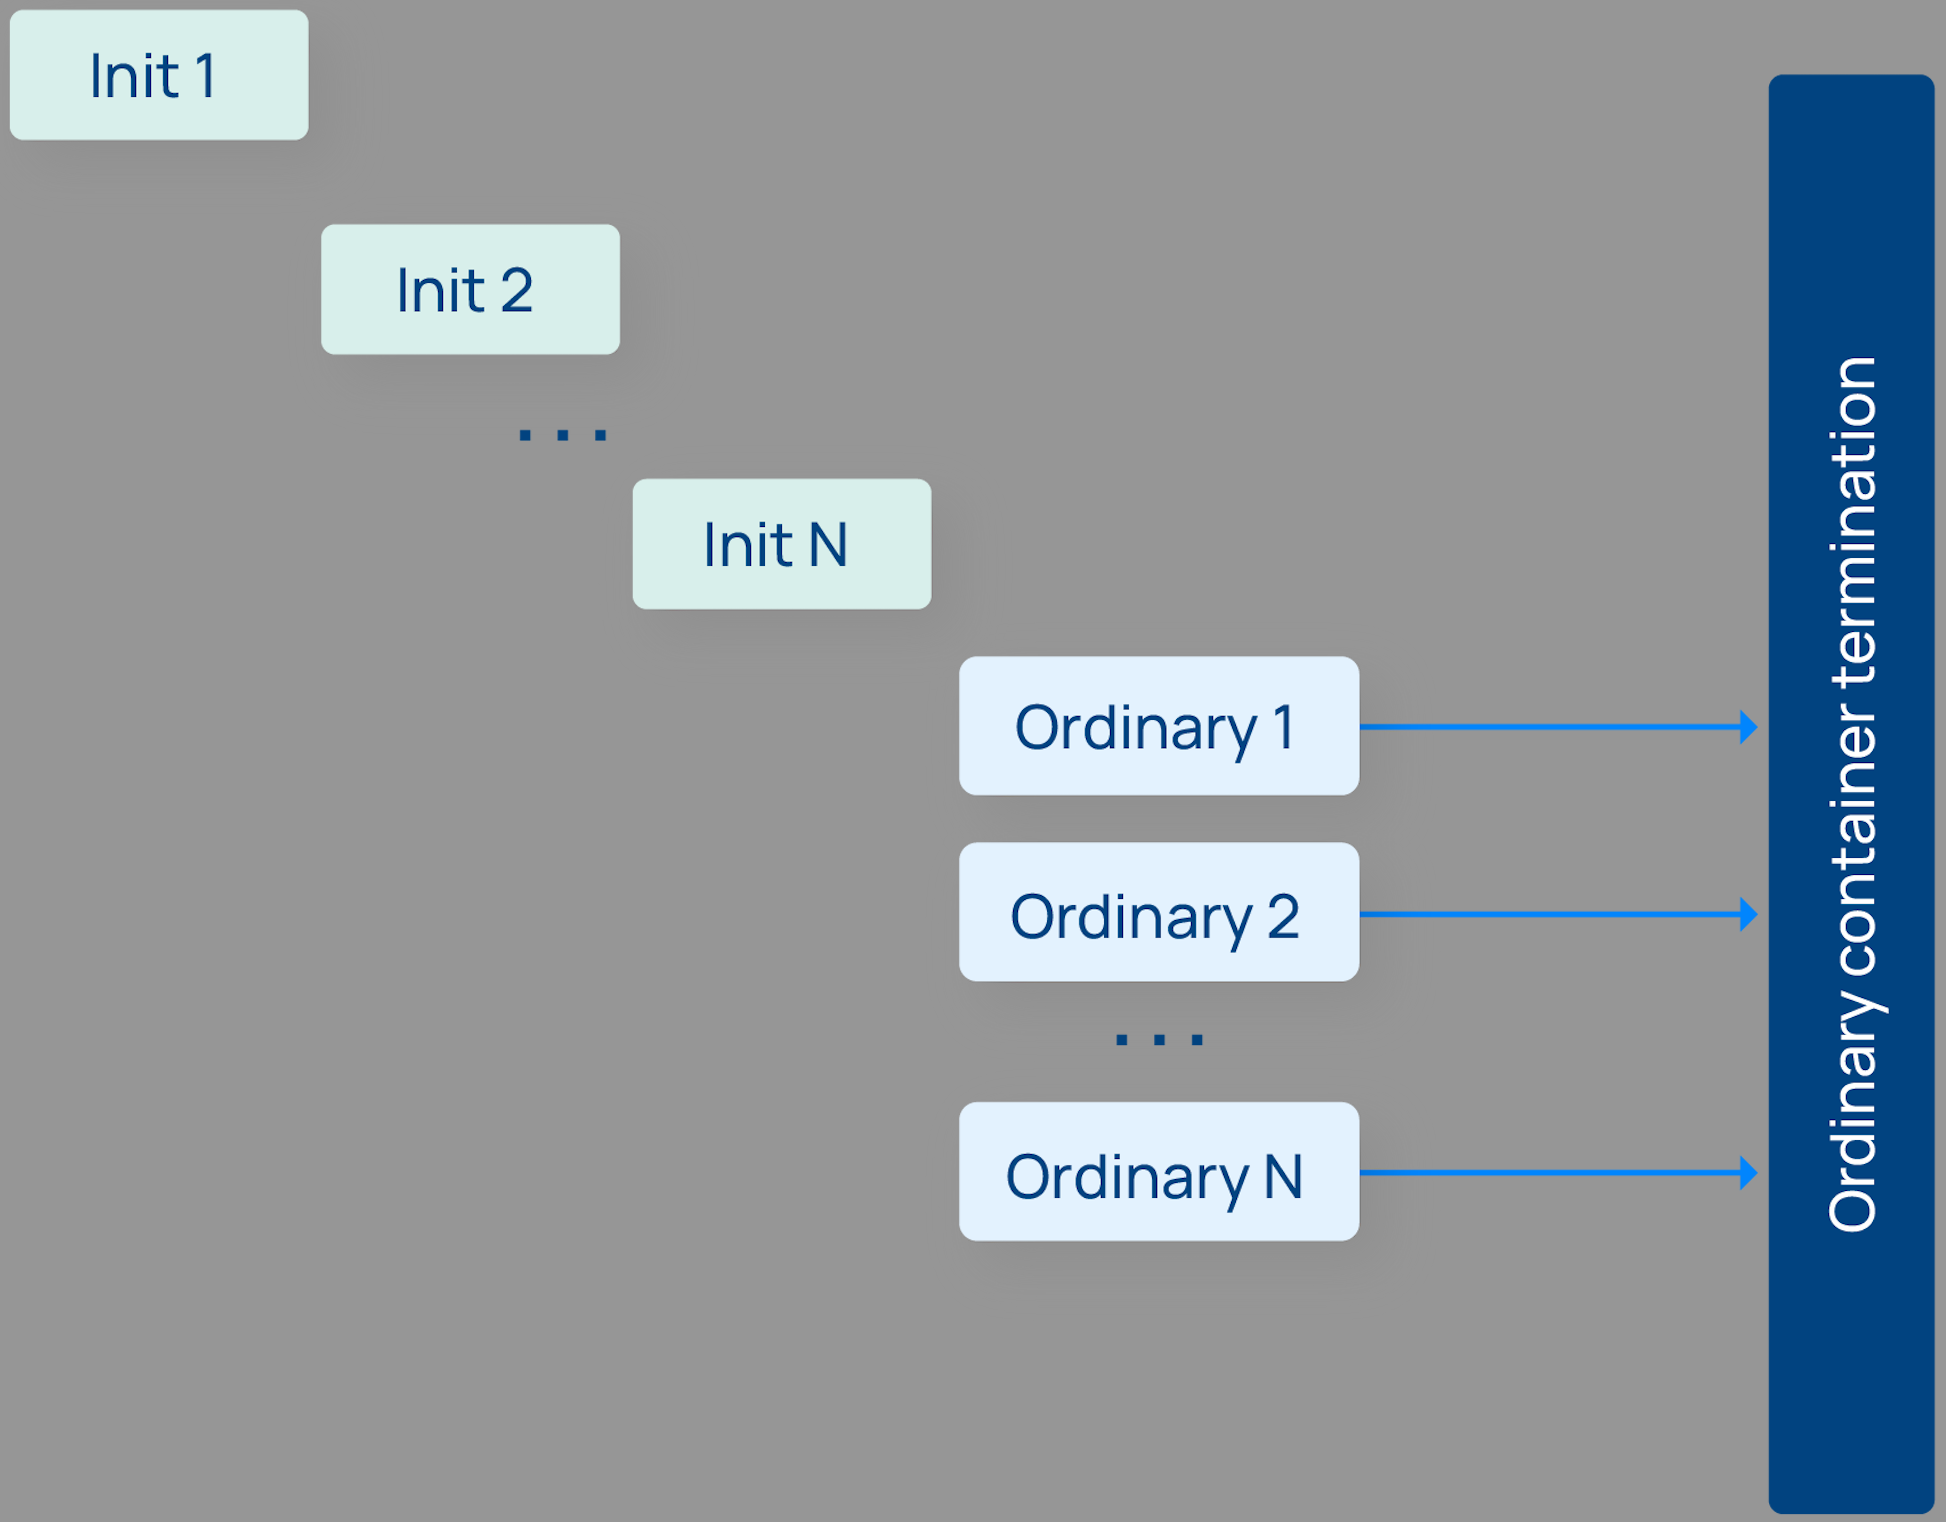 Init 1
Init 2
...
Init N
Ordinary 1
Ordinary 2
...
Ordinary N
Ordinary container termination